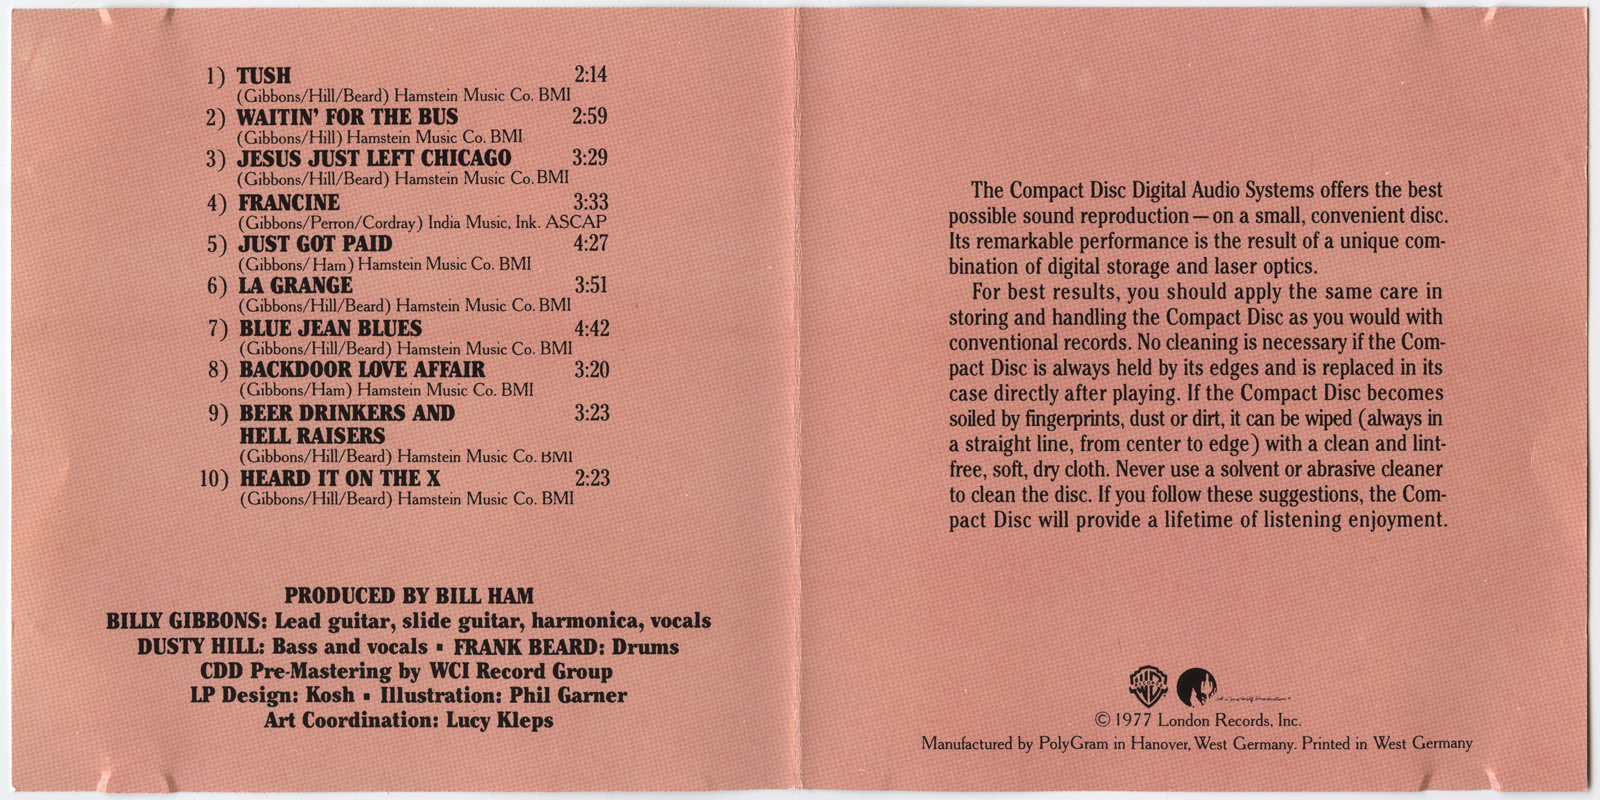 1) TUSH 2:14
(Gibbons/Hill/Beard) Hamstein Music Co. BMI
2) WAITIN' FOR THE BUS 2:59
(Gibbons/Hill) Hamstein Music Co. BMI
3) JESUS JUST LEFT CHICAGO 3:29
(Gibbons/Hill/Beard) Hamstein Music Co. BMI
4) FRANCINE 3:33
(Gibbons/Perron/Cordray) India Music, Ink. ASCAP
5) JUST GOT PAID 4:27
(Gibbons/Ham) Hamstein Music Co. BMI
6) LA GRANGE 3:51
(Gibbons/Hill/Beard) Hamstein Music Co. BMI
7) BLUE JEAN BLUES 4:42
(Gibbons/Hill/Beard) Hamstein Music Co. BMI
8) BACKDOOR LOVE AFFAIR 3:20
(Gibbons/Ham) Hamstein Music Co. BMI
9) BEER DRINKERS AND 3:23
HELL RAISERS
(Gibbons/Hill/Beard) Hamstein Music Co. BMI
10) HEARD IT ON THE X 2:23
(Gibbons/Hill/Beard) Hamstein Music Co. BMI
PRODUCED BY BILL HAM
BILLY GIBBONS: Lead guitar, slide guitar, harmonica, vocals
DUSTY HILL: Bass and vocals ▪ FRANK BEARD: Drums
CDD Pre-Mastering by WCI Record Group
LP Design: Kosh ▪ Illustration: Phil Garner
Art Coordination: Lucy Kleps
The Compact Disc Digital Audio Systems offers the best
possible sound reproduction—on a small, convenient disc.
Its remarkable performance is the result of a unique com-
bination of digital storage and laser optics.
For best results, you should apply the same care in
storing and handling the Compact Disc as you would with
conventional records. No cleaning is necessary if the Com-
pact Disc is always held by its edges and is replaced in its
case directly after playing. If the Compact Disc becomes
soiled by fingerprints, dust or dirt, it can be wiped (always in
a straight line, from center to edge) with a clean and lint-
free, soft, dry cloth. Never use a solvent or abrasive cleaner
to clean the disc. If you follow these suggestions, the Com-
pact Disc will provide a lifetime of listening enjoyment.
WB RECORDS
© 1977 London Records, Inc.
Manufactured by PolyGram in Hanover, West Germany. Printed in West Germany